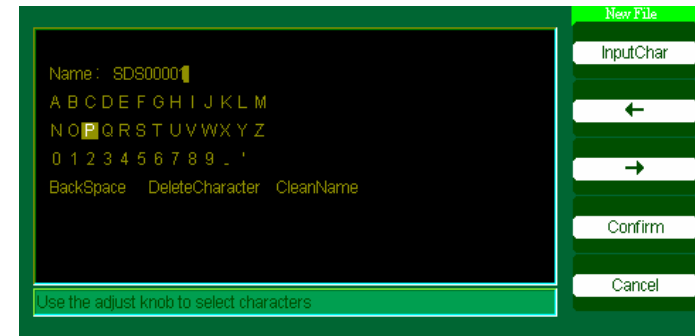 New File
InputChar
Name: SDS00001
A B C D E F G H I J K L M
N O P Q R S T U V W X Y Z
0 1 2 3 4 5 6 7 8 9 _ '
BackSpace DeleteCharacter CleanName
←
→
Confirm
Cancel
Use the adjust knob to select characters